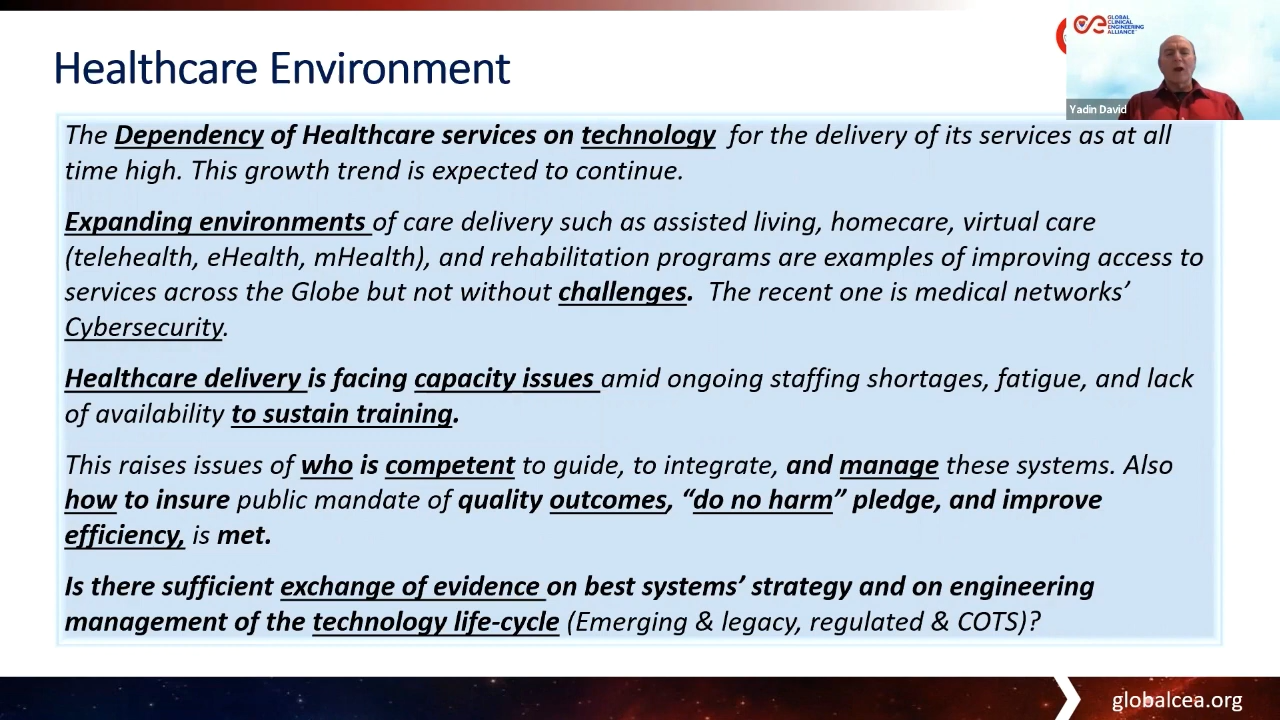 Healthcare Environment
GLOBAL
CLINICAL
ENGINEERING
ALLIANCE
Yadin David
The Dependency of Healthcare services on technology for the delivery of its services as at all
time high. This growth trend is expected to continue.
Expanding environments of care delivery such as assisted living, homecare, virtual care
(telehealth, eHealth, mHealth), and rehabilitation programs are examples of improving access to
services across the Globe but not without challenges. The recent one is medical networks’
Cybersecurity.
Healthcare delivery is facing capacity issues amid ongoing staffing shortages, fatigue, and lack
of availability to sustain training.
This raises issues of who is competent to guide, to integrate, and manage these systems. Also
how to insure public mandate of quality outcomes, “do no harm” pledge, and improve
efficiency, is met.
Is there sufficient exchange of evidence on best systems’ strategy and on engineering
management of the technology life-cycle (Emerging & legacy, regulated & COTS)?
globalcea.org